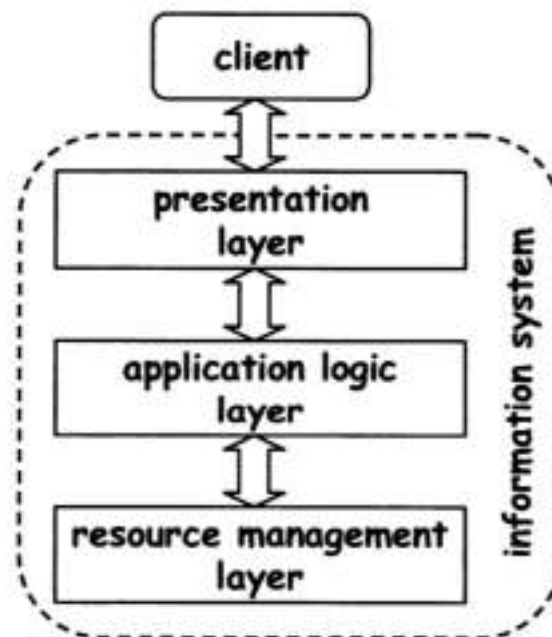 client
presentation
layer
application logic
layer
resource management
layer
information system